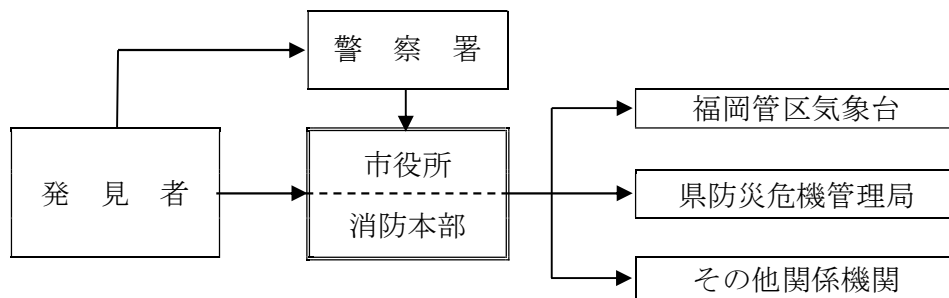 警　察　署
発　見　者
市役所
消防本部
福岡管区気象台
県防災危機管理局
その他関係機関